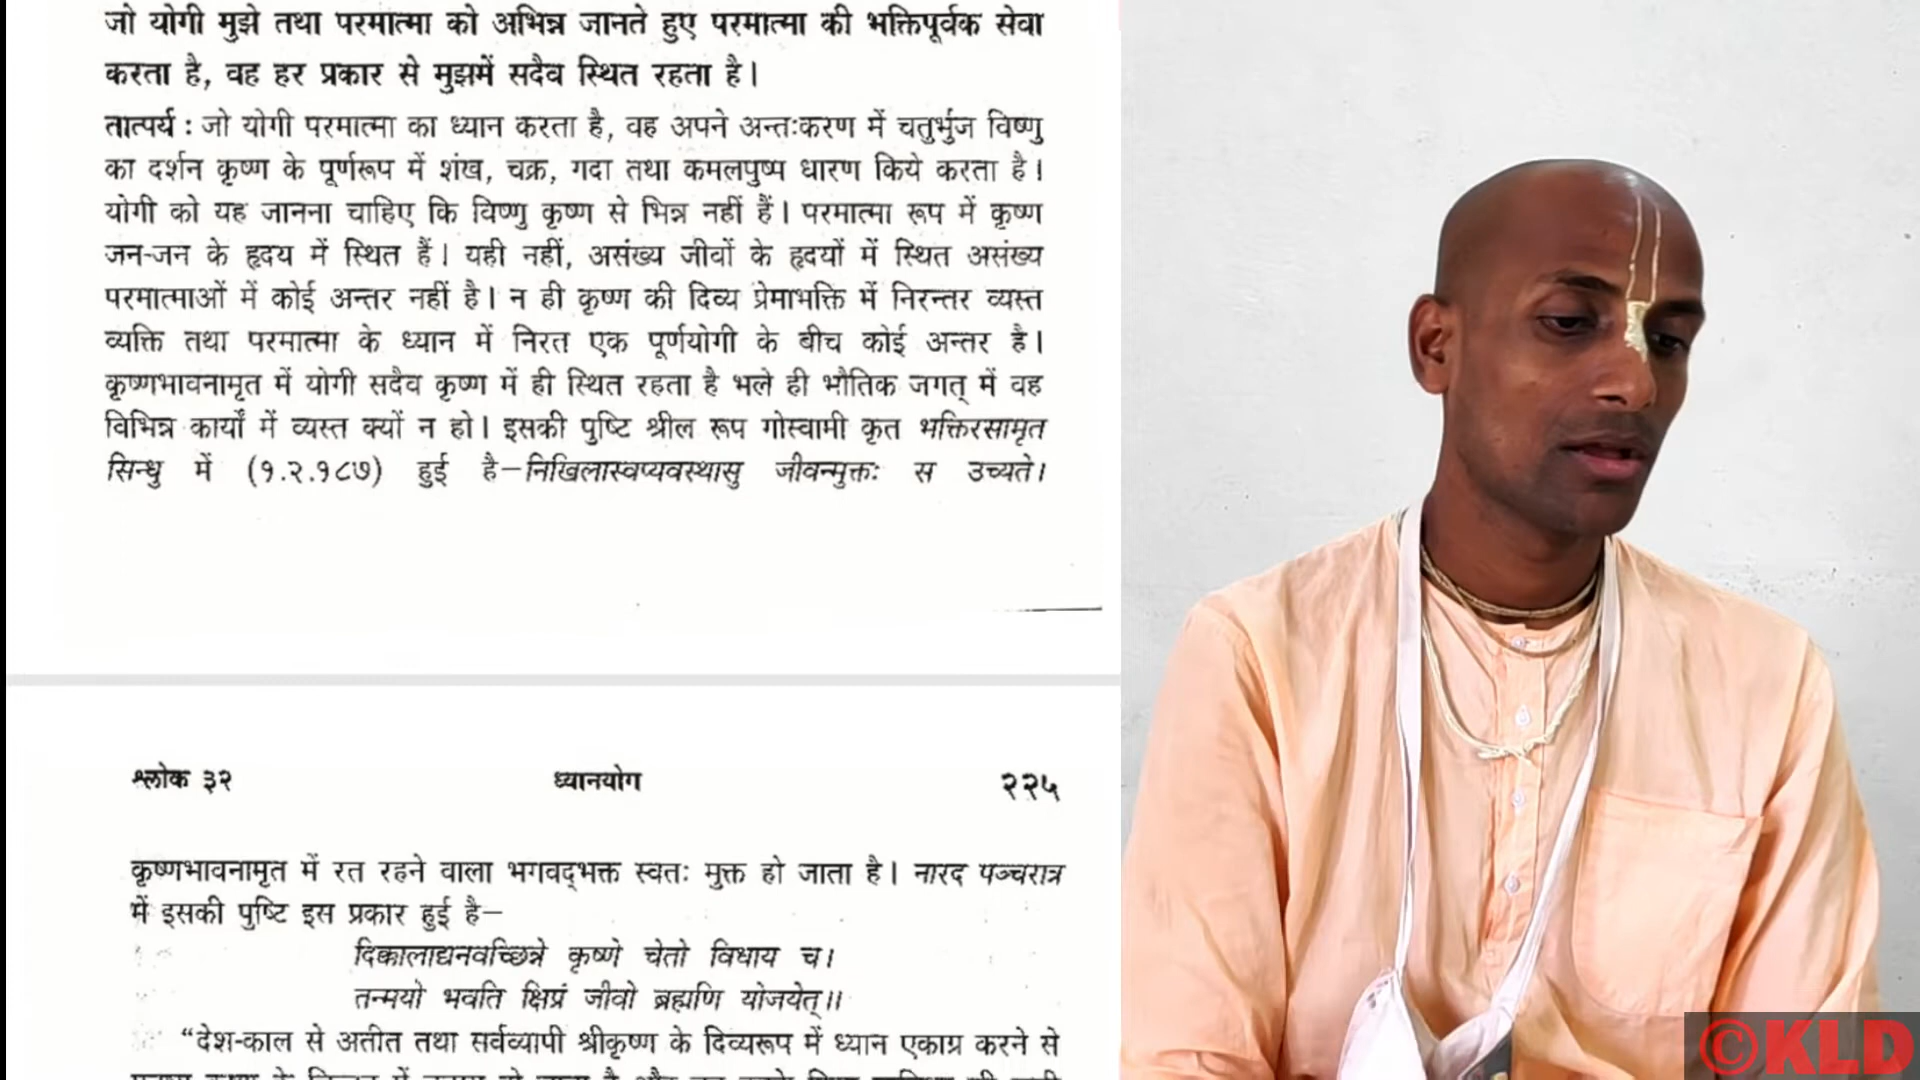 जो योगी मुझे तथा परमात्मा को अभिन्न जानते हुए परमात्मा की भक्तिपूर्वक सेवा
करता है, वह हर प्रकार से मुझमें सदैव स्थित रहता है।
तात्पर्य : जो योगी परमात्मा का ध्यान करता है, वह अपने अन्तःकरण में चतुर्भुज विष्णु
का दर्शन कृष्ण के पूर्णरूप में शंख, चक्र, गदा तथा कमलपुष्प धारण किये करता है।
योगी को यह जानना चाहिए कि विष्णु कृष्ण से भिन्न नहीं हैं। परमात्मा रूप में कृष्ण
जन-जन के हृदय में स्थित हैं। यही नहीं, असंख्य जीवों के हृदयों में स्थित असंख्य
परमात्माओं में कोई अन्तर नहीं है। न ही कृष्ण की दिव्य प्रेमाभक्ति में निरन्तर व्यस्त
व्यक्ति तथा परमात्मा के ध्यान में निरत एक पूर्णयोगी के बीच कोई अन्तर है।
कृष्णभावनामृत में योगी सदैव कृष्ण में ही स्थित रहता है भले ही भौतिक जगत् में वह
विभिन्न कार्यों में व्यस्त क्यों न हो। इसकी पुष्टि श्रील रूप गोस्वामी कृत भक्तिरसामृत
सिन्धु में (१.२.१८७) हुई है–निखिलास्वप्यवस्थासु जीवन्मुक्तः स उच्यते।
श्लोक ३२ ध्यानयोग २२५
कृष्णभावनामृत में रत रहने वाला भगवद्‌भक्त स्वतः मुक्त हो जाता है। नारद पञ्चरात्र
में इसकी पुष्टि इस प्रकार हुई है–
दिक्कालाद्यनवच्छिन्ने कृष्णे चेतो विधाय च।
तन्मयो भवति क्षिप्रं जीवो ब्रह्मणि योजयेत्॥
“देश-काल से अतीत तथा सर्वव्यापी श्रीकृष्ण के दिव्यरूप में ध्यान एकाग्र करने से
©KLD